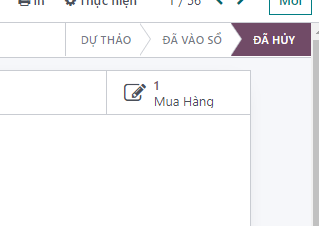 In Thực hiện 1 / 56 Mới
DỰ THẢO ĐÃ VÀO SỔ ĐÃ HỦY
1
Mua Hàng